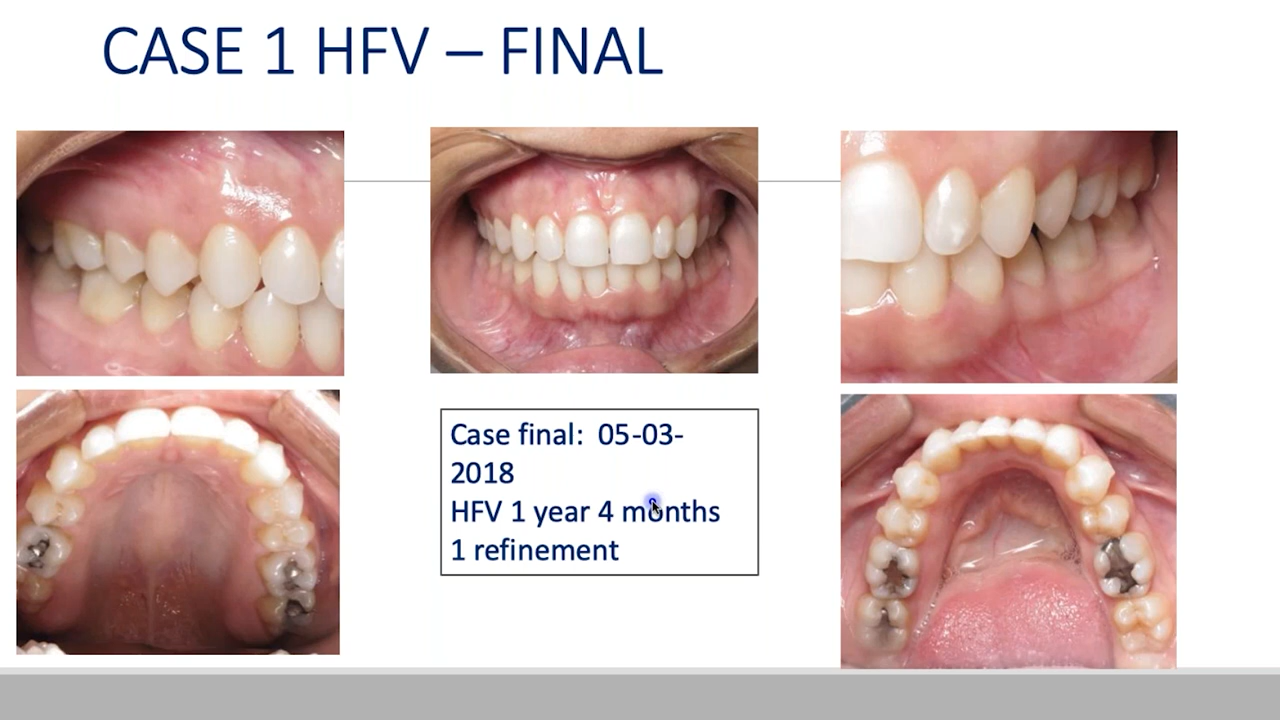 CASE 1 HFV – FINAL
Case final:  05-03-
2018
HFV 1 year 4 months
1 refinement